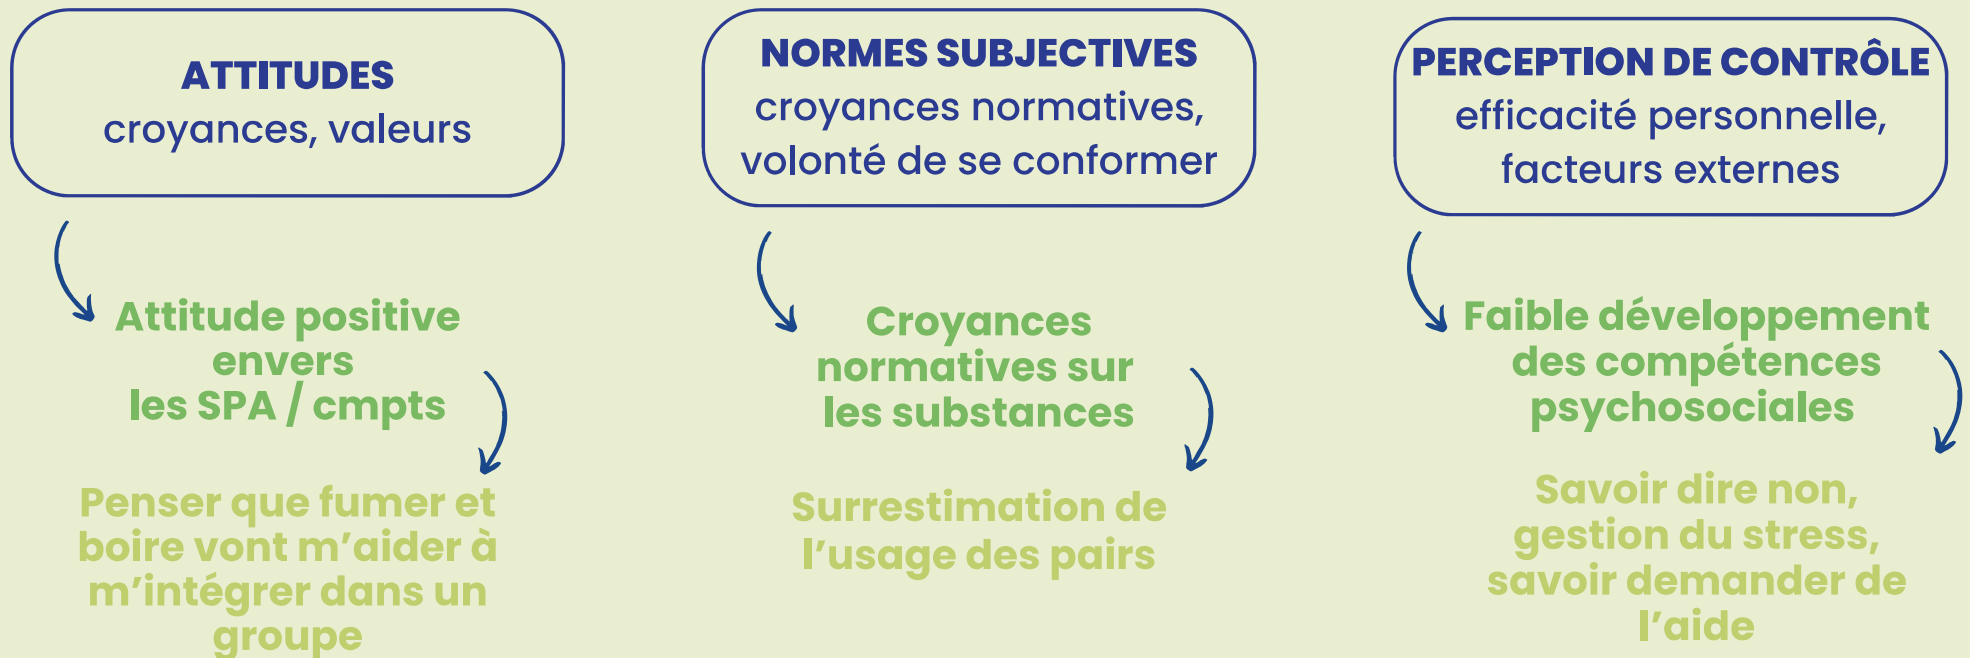 ATTITUDES
croyances, valeurs
Attitude positive
envers
les SPA / cmpts
Penser que fumer et
boire vont m’aider à
m’intégrer dans un
groupe
NORMES SUBJECTIVES
croyances normatives,
volonté de se conformer
Croyances
normatives sur
les substances
Surrestimation de
l’usage des pairs
PERCEPTION DE CONTRÔLE
efficacité personnelle,
facteurs externes
Faible développement
des compétences
psychosociales
Savoir dire non,
gestion du stress,
savoir demander de
l’aide